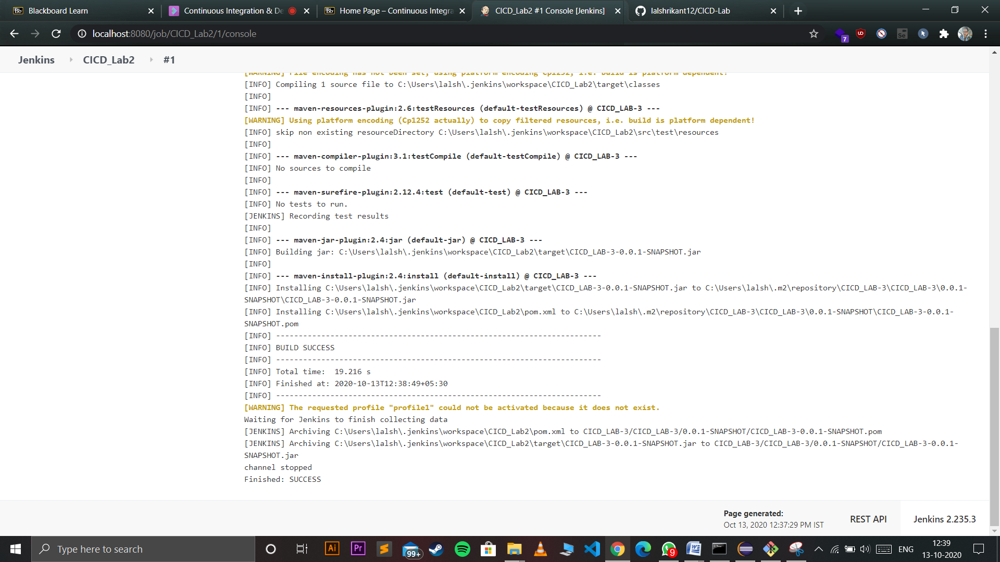 Blackboard Learn
Continuous Integration & De
Home Page – Continuous Integra
CICD_Lab2 #1 Console [Jenkins]
lalshrikant12/CICD-Lab
localhost:8080/job/CICD_Lab2/1/console
7
Jenkins
CICD_Lab2
#1
[WARNING] File encoding has not been set, using platform encoding Cp1252, i.e. build is platform dependent!
[INFO] Compiling 1 source file to C:\Users\lalsh\.jenkins\workspace\CICD_Lab2\target\classes
[INFO]
[INFO] --- maven-resources-plugin:2.6:testResources (default-testResources) @ CICD_LAB-3 ---
[WARNING] Using platform encoding (Cp1252 actually) to copy filtered resources, i.e. build is platform dependent!
[INFO] skip non existing resourceDirectory C:\Users\lalsh\.jenkins\workspace\CICD_Lab2\src\test\resources
[INFO]
[INFO] --- maven-compiler-plugin:3.1:testCompile (default-testCompile) @ CICD_LAB-3 ---
[INFO] No sources to compile
[INFO]
[INFO] --- maven-surefire-plugin:2.12.4:test (default-test) @ CICD_LAB-3 ---
[INFO] No tests to run.
[JENKINS] Recording test results
[INFO]
[INFO] --- maven-jar-plugin:2.4:jar (default-jar) @ CICD_LAB-3 ---
[INFO] Building jar: C:\Users\lalsh\.jenkins\workspace\CICD_Lab2\target\CICD_LAB-3-0.0.1-SNAPSHOT.jar
[INFO]
[INFO] --- maven-install-plugin:2.4:install (default-install) @ CICD_LAB-3 ---
[INFO] Installing C:\Users\lalsh\.jenkins\workspace\CICD_Lab2\target\CICD_LAB-3-0.0.1-SNAPSHOT.jar to C:\Users\lalsh\.m2\repository\CICD_LAB-3\CICD_LAB-3\0.0.1-
SNAPSHOT\CICD_LAB-3-0.0.1-SNAPSHOT.jar
[INFO] Installing C:\Users\lalsh\.jenkins\workspace\CICD_Lab2\pom.xml to C:\Users\lalsh\.m2\repository\CICD_LAB-3\CICD_LAB-3\0.0.1-SNAPSHOT\CICD_LAB-3-0.0.1-
SNAPSHOT.pom
[INFO] ------------------------------------------------------------------------
[INFO] BUILD SUCCESS
[INFO] ------------------------------------------------------------------------
[INFO] Total time:  19.216 s
[INFO] Finished at: 2020-10-13T12:38:49+05:30
[INFO] ------------------------------------------------------------------------
[WARNING] The requested profile "profile1" could not be activated because it does not exist.
Waiting for Jenkins to finish collecting data
[JENKINS] Archiving C:\Users\lalsh\.jenkins\workspace\CICD_Lab2\pom.xml to CICD_LAB-3/CICD_LAB-3/0.0.1-SNAPSHOT/CICD_LAB-3-0.0.1-SNAPSHOT.pom
[JENKINS] Archiving C:\Users\lalsh\.jenkins\workspace\CICD_Lab2\target\CICD_LAB-3-0.0.1-SNAPSHOT.jar to CICD_LAB-3/CICD_LAB-3/0.0.1-SNAPSHOT/CICD_LAB-3-0.0.1-
SNAPSHOT.jar
channel stopped
Finished: SUCCESS
Page generated:
Oct 13, 2020 12:37:29 PM IST
REST API
Jenkins 2.235.3
Type here to search
Ai
Pr
99+
9
ENG
12:39
13-10-2020